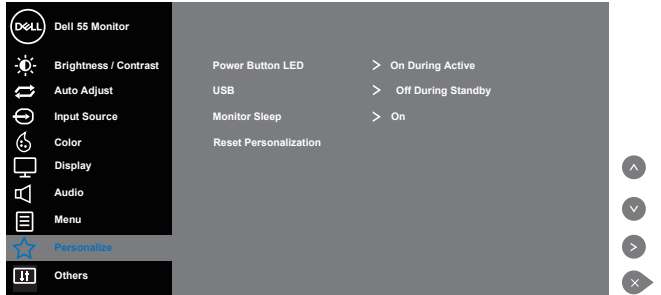 DELL Dell 55 Monitor
Brightness / Contrast Power Button LED > On During Active
Auto Adjust USB > Off During Standby
Input Source Monitor Sleep > On
Color Reset Personalization
Display
Audio
Menu
Personalize
Others